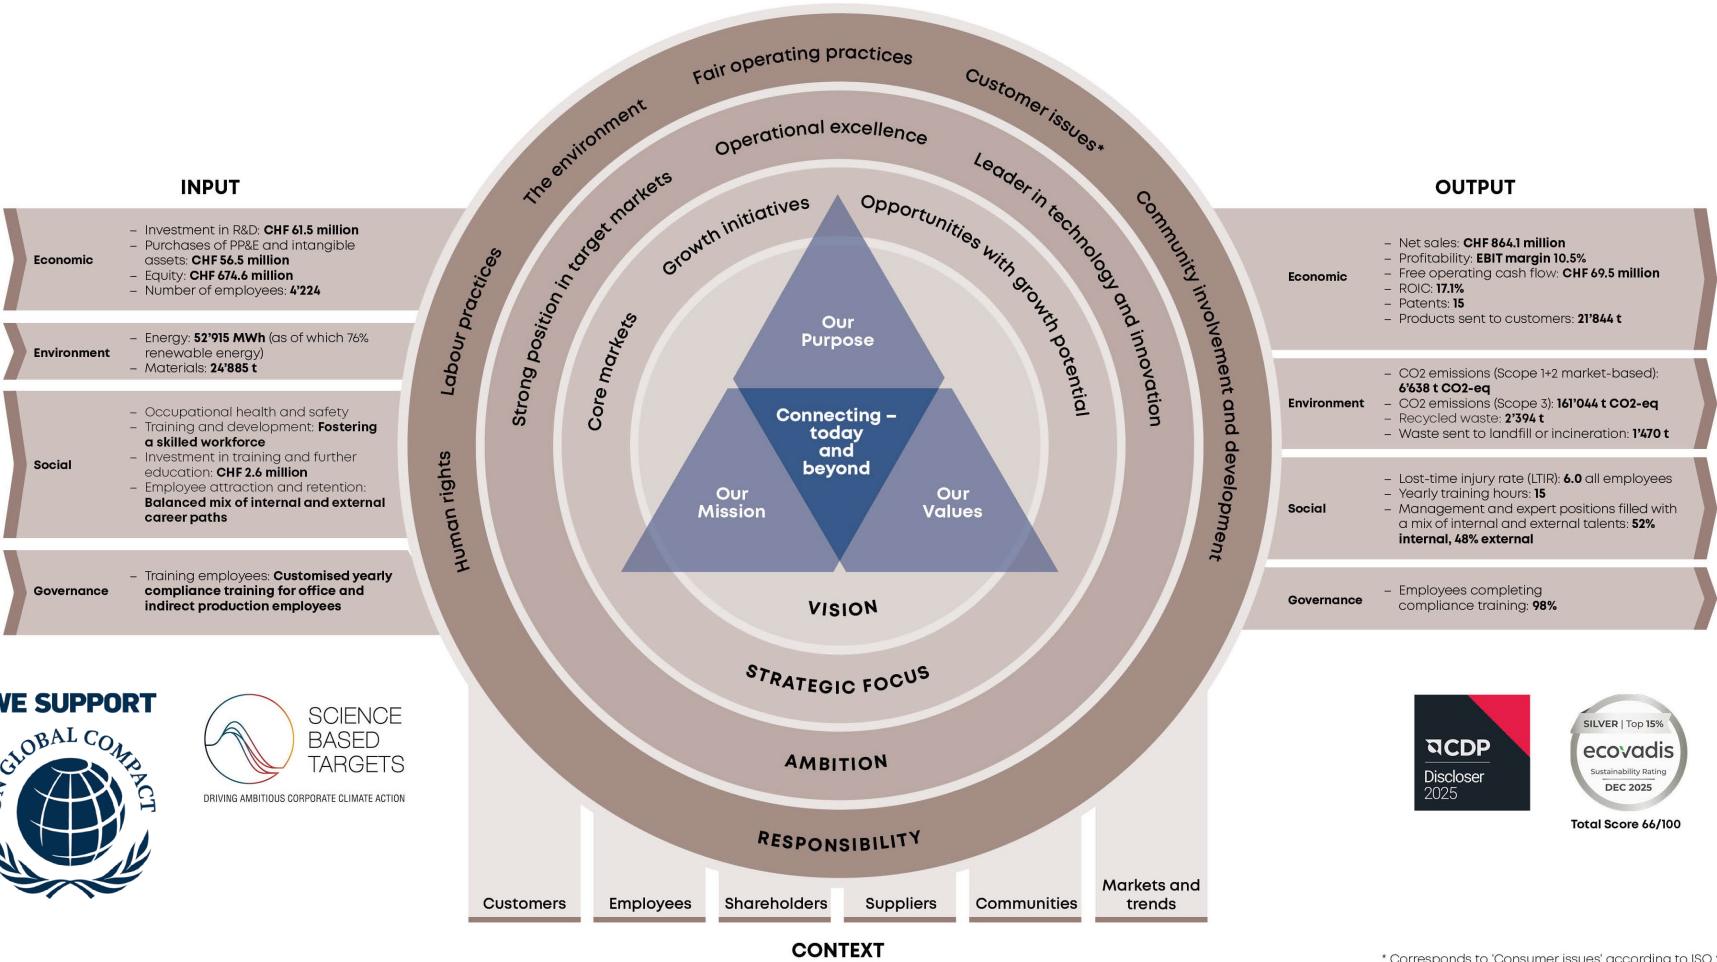 INPUT
Economic
– Investment in R&D: CHF 61.5 million
– Purchases of PP&E and intangible
assets: CHF 56.5 million
– Equity: CHF 674.6 million
– Number of employees: 4'224
Environment
– Energy: 52'915 MWh (as of which 76%
renewable energy)
– Materials: 24'885 t
Social
– Occupational health and safety
– Training and development: Fostering
a skilled workforce
– Investment in training and further
education: CHF 2.6 million
– Employee attraction and retention:
Balanced mix of internal and external
career paths
Governance
– Training employees: Customised yearly
compliance training for office and
indirect production employees
WE SUPPORT
GLOBAL COMPACT
SCIENCE
BASED
TARGETS
DRIVING AMBITIOUS CORPORATE CLIMATE ACTION
Human rights
Labour practices
The environment
Fair operating practices
Customer issues*
Community involvement and development
Strong position in target markets
Operational excellence
Leader in technology and innovation
Core markets
Growth initiatives
Opportunities with growth potential
Our
Purpose
Connecting –
today
and
beyond
Our
Mission
Our
Values
VISION
STRATEGIC FOCUS
AMBITION
RESPONSIBILITY
Customers
Employees
Shareholders
Suppliers
Communities
Markets and
trends
CONTEXT
OUTPUT
Economic
– Net sales: CHF 864.1 million
– Profitability: EBIT margin 10.5%
– Free operating cash flow: CHF 69.5 million
– ROIC: 17.1%
– Patents: 15
– Products sent to customers: 21'844 t
Environment
– CO2 emissions (Scope 1+2 market-based):
6'638 t CO2-eq
– CO2 emissions (Scope 3): 161'044 t CO2-eq
– Recycled waste: 2'394 t
– Waste sent to landfill or incineration: 1'470 t
Social
– Lost-time injury rate (LTIR): 6.0 all employees
– Yearly training hours: 15
– Management and expert positions filled with
a mix of internal and external talents: 52%
internal, 48% external
Governance
– Employees completing
compliance training: 98%
CDP
Discloser
2025
SILVER | Top 15%
ecovadis
Sustainability Rating
DEC 2025
Total Score 66/100
* Corresponds to 'Consumer issues' according to ISO